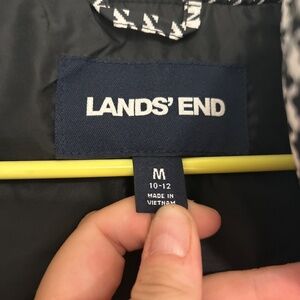 LANDS' END
M
10-12
MADE IN
VIETNAM